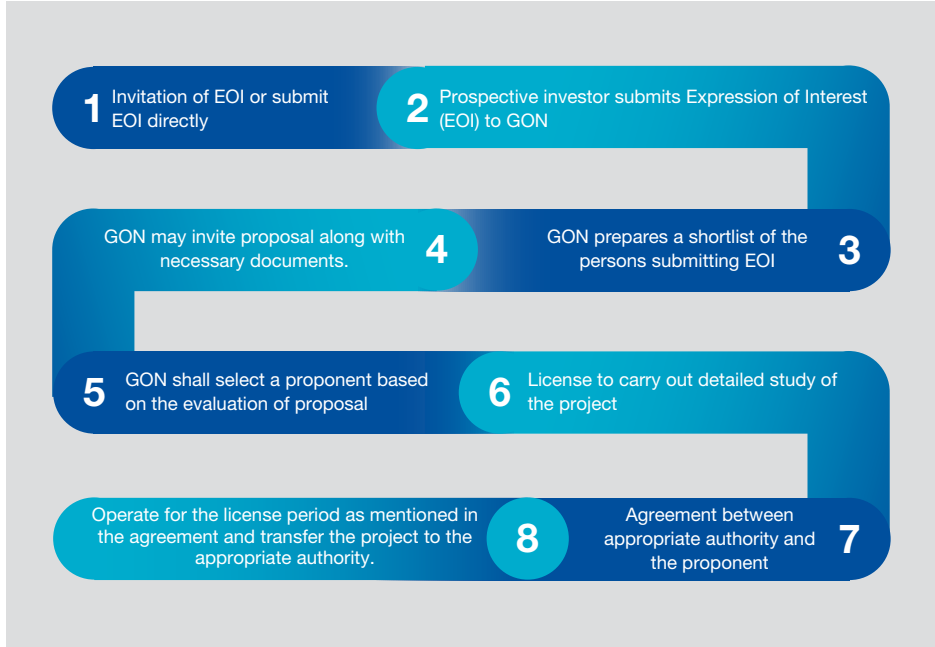 1
Invitation of EOI or submit
EOI directly
2
Prospective investor submits Expression of Interest
(EOI) to GON
3
GON prepares a shortlist of the
persons submitting EOI
4
GON may invite proposal along with
necessary documents.
5
GON shall select a proponent based
on the evaluation of proposal
6
License to carry out detailed study of
the project
7
Agreement between
appropriate authority and
the proponent
8
Operate for the license period as mentioned in
the agreement and transfer the project to the
appropriate authority.